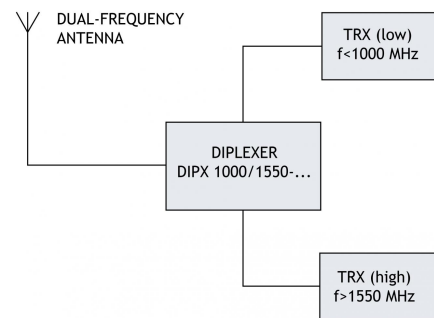 DUAL-FREQUENCY
ANTENNA
TRX (low)
f<1000 MHz
DIPLEXER
DIPX 1000/1550-...
TRX (high)
f>1550 MHz